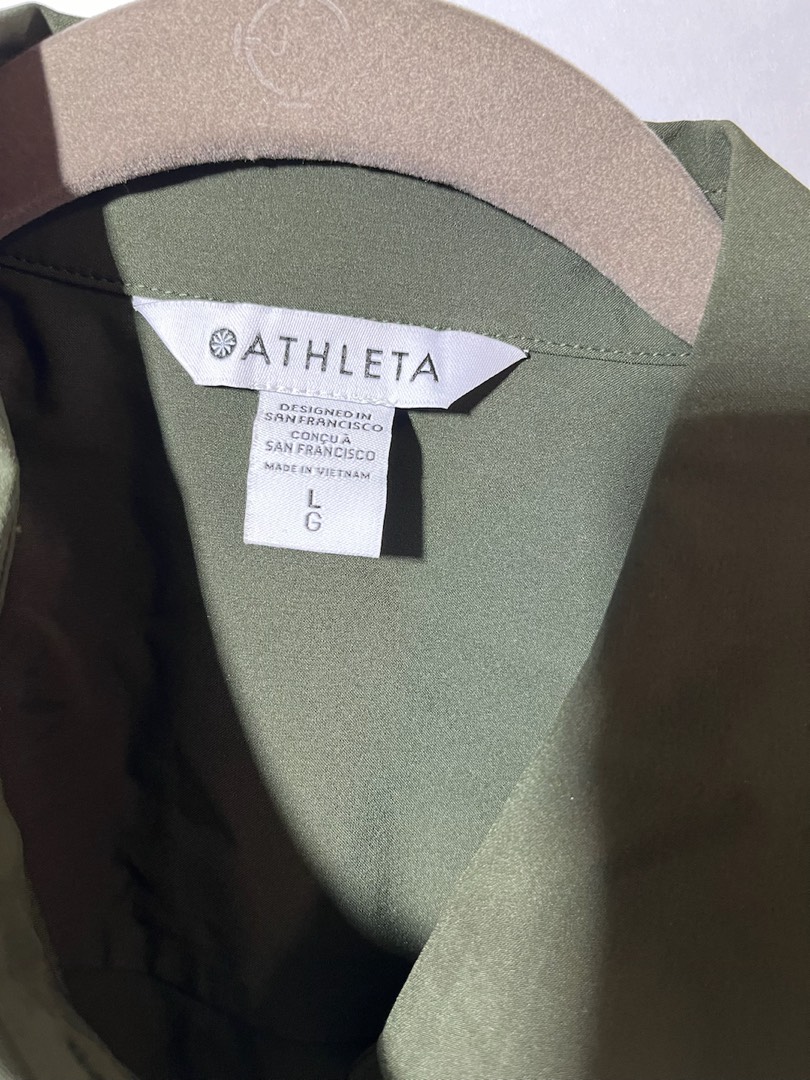 ATHLETA
DESIGNED IN
SAN FRANCISCO
CONÇU À
SAN FRANCISCO
MADE IN VIETNAM
L
G